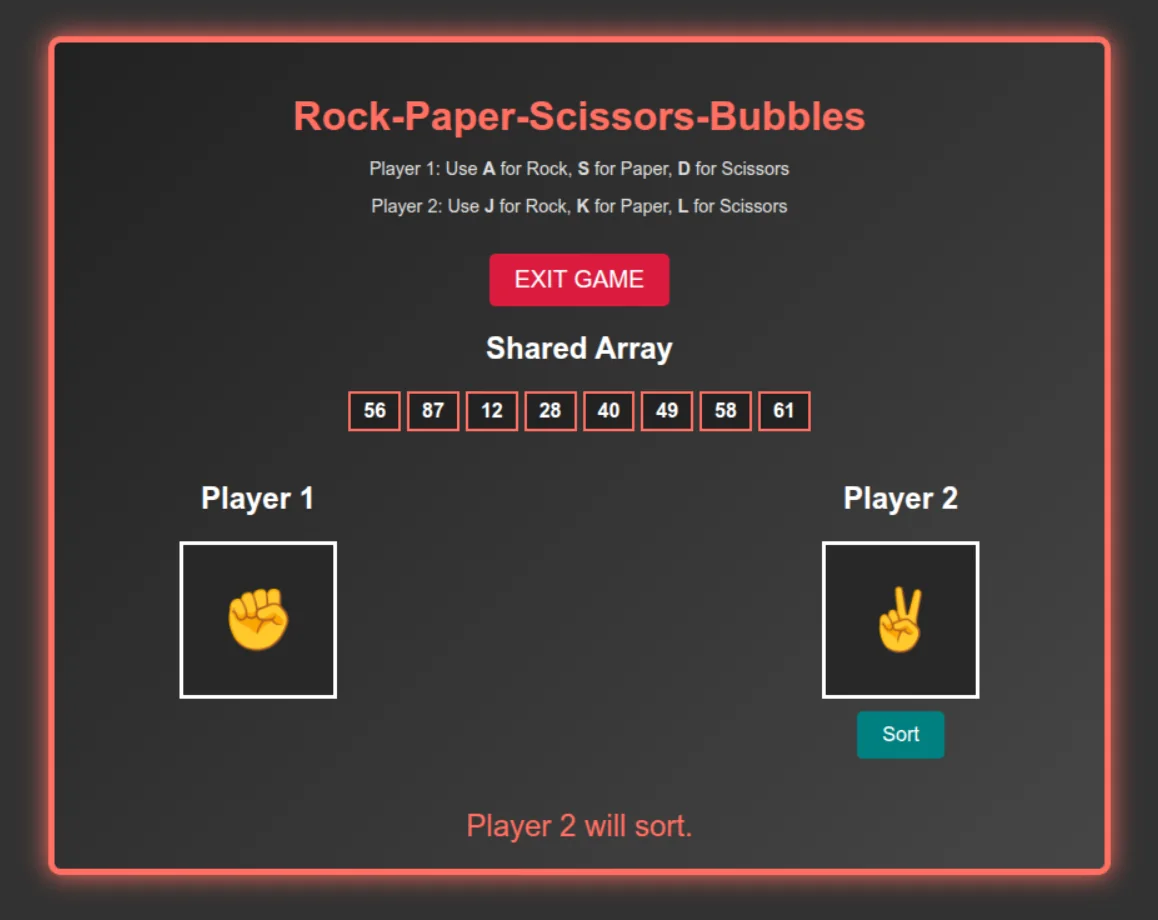 Rock-Paper-Scissors-Bubbles
Player 1: Use A for Rock, S for Paper, D for Scissors
Player 2: Use J for Rock, K for Paper, L for Scissors
EXIT GAME
Shared Array
56 87 12 28 40 49 58 61
Player 1 Player 2
Sort
Player 2 will sort.